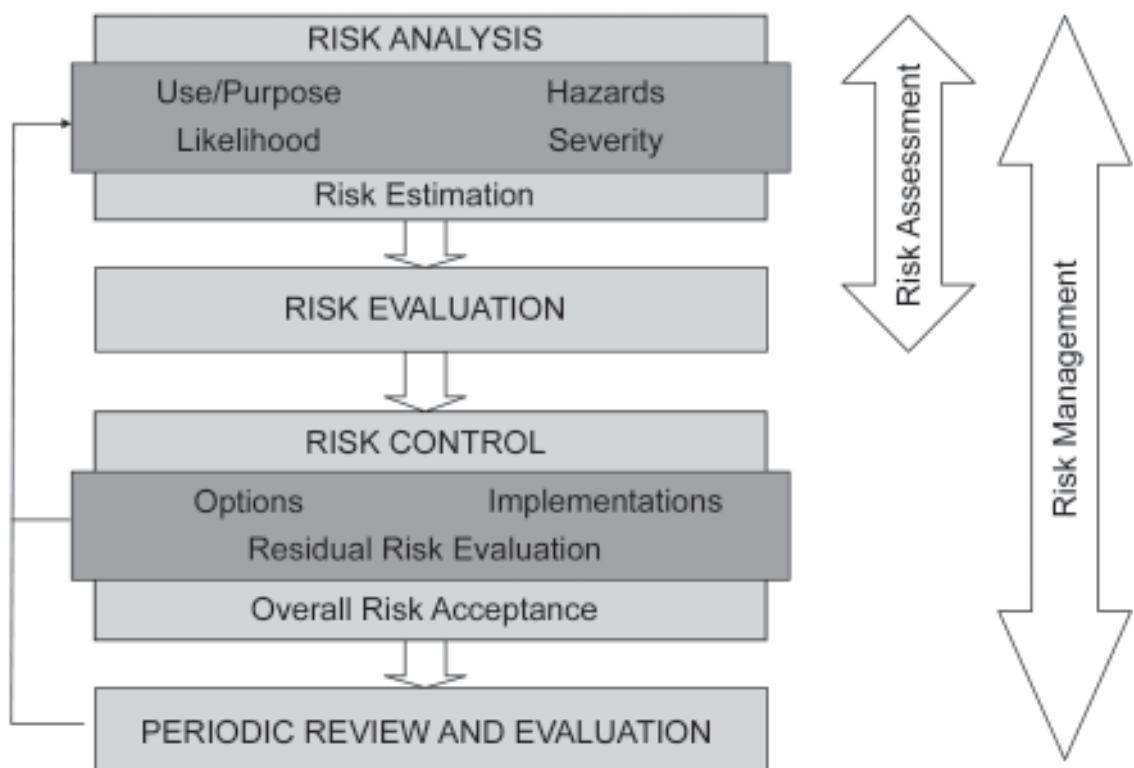 RISK ANALYSIS
Use/Purpose Hazards
Likelihood Severity
Risk Estimation
RISK EVALUATION
RISK CONTROL
Options Implementations
Residual Risk Evaluation
Overall Risk Acceptance
PERIODIC REVIEW AND EVALUATION
Risk Assessment
Risk Management